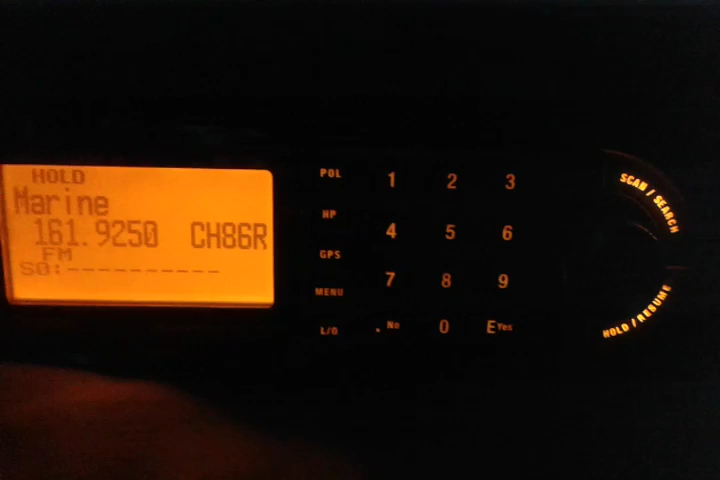 HOLD
Marine
161.9250 CH86R
FM
S0:----------
POL 1 2 3
HP 4 5 6
GPS
MENU 7 8 9
L/O . No 0 E Yes
SCAN / SEARCH
HOLD / RESUME